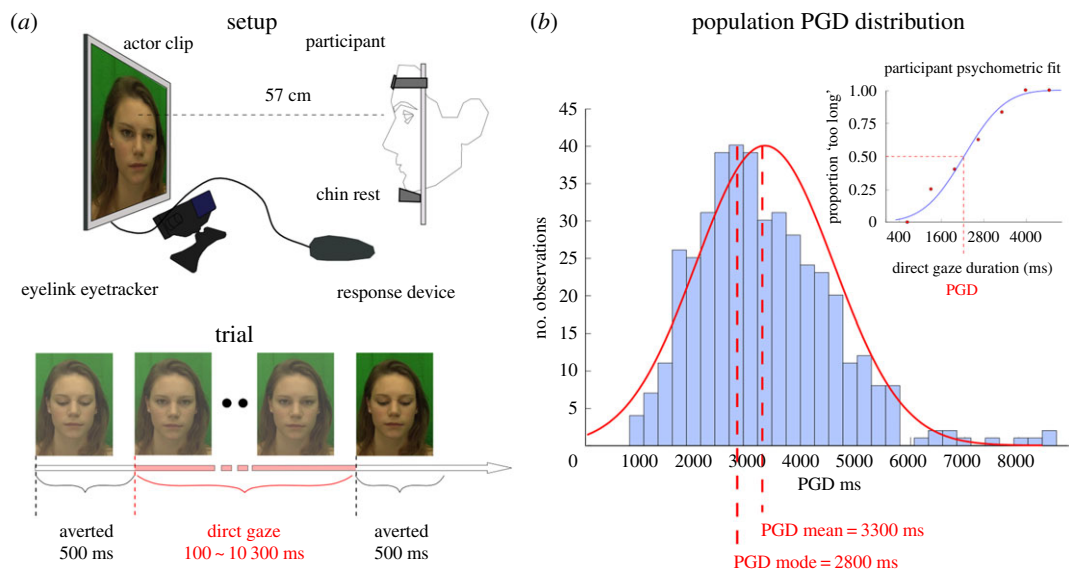 (a)
setup
actor clip
participant
57 cm
chin rest
eyelink eyetracker
response device
trial
averted
500 ms
dirct gaze
100 ~ 10 300 ms
averted
500 ms
(b)
population PGD distribution
participant psychometric fit
proportion 'too long'
1.00
0.75
0.50
0.25
0
400 1600 2800 4000
direct gaze duration (ms)
PGD
no. observations
45
40
35
30
25
20
15
10
5
0 1000 2000 3000 4000 5000 6000 7000 8000
PGD ms
PGD mean = 3300 ms
PGD mode = 2800 ms